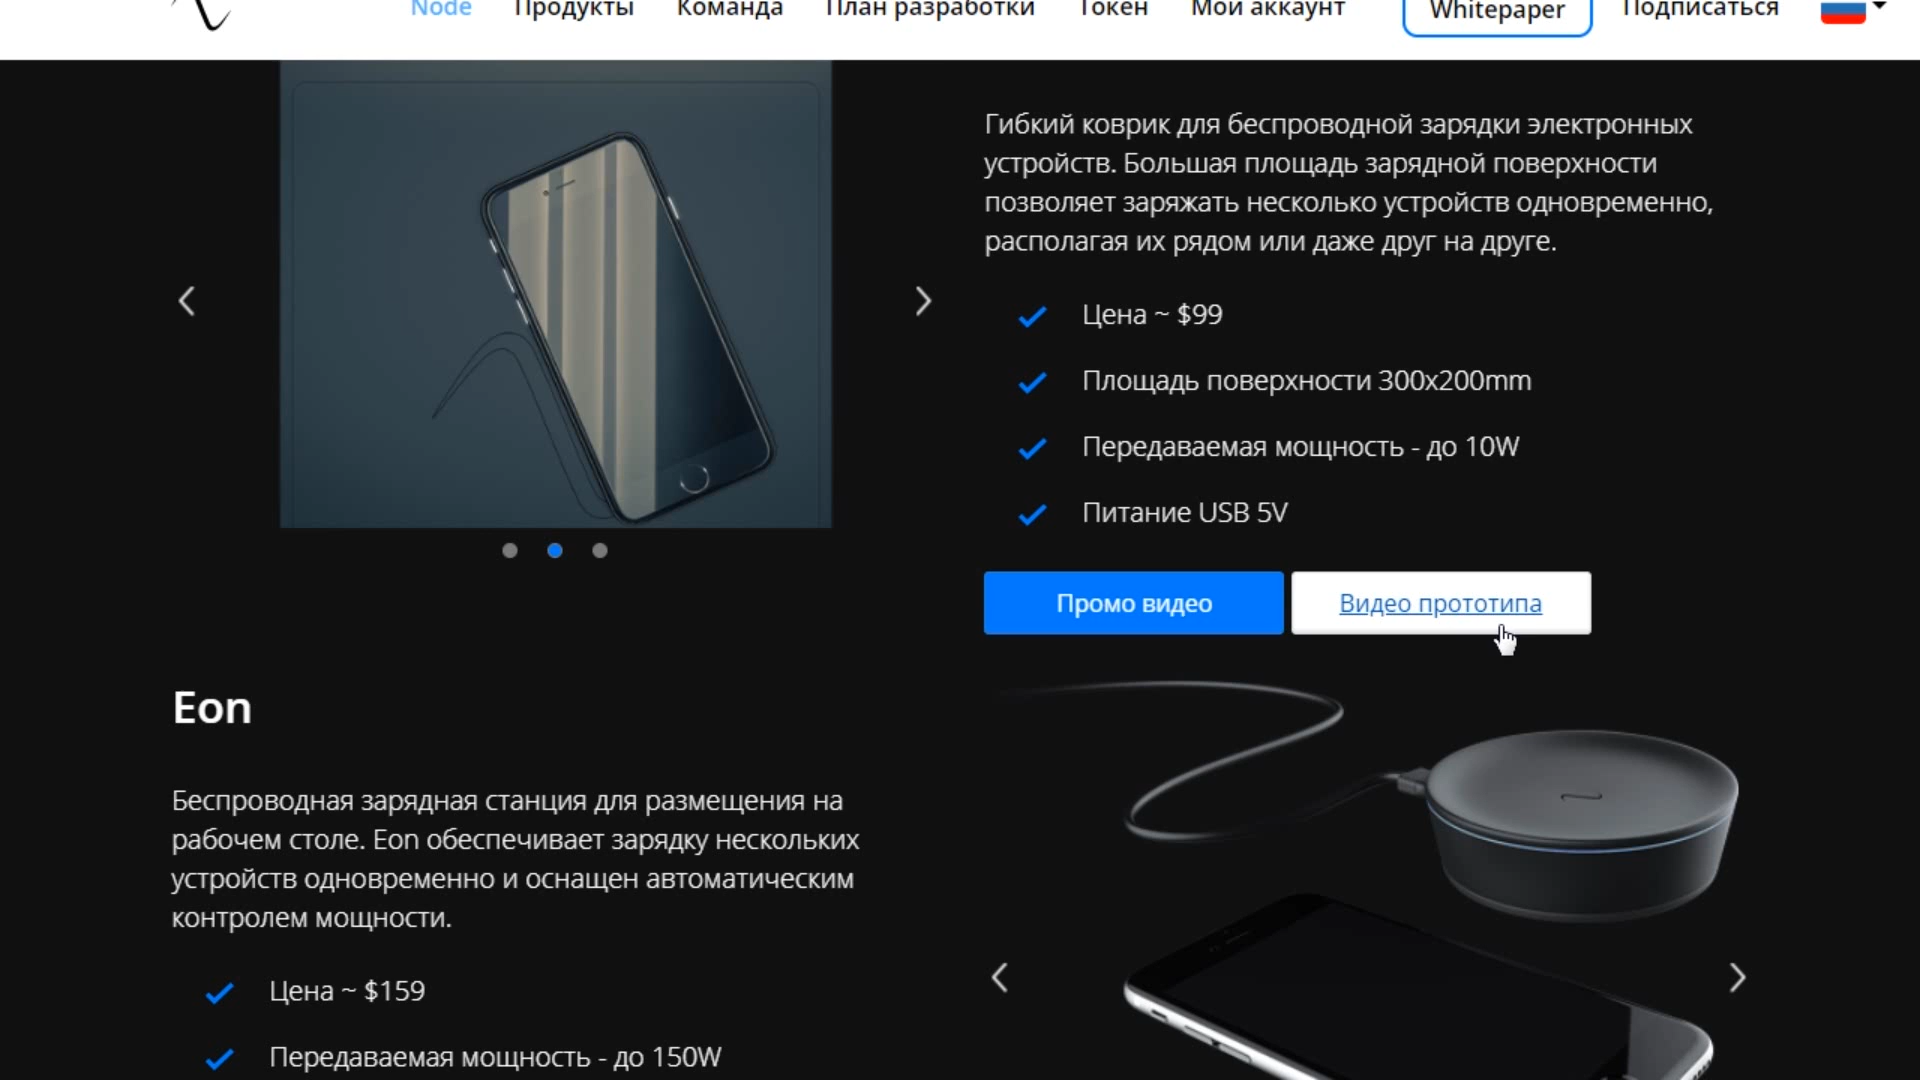 Node Продукты Команда План разработки Токен Мой аккаунт Whitepaper Подписаться
Гибкий коврик для беспроводной зарядки электронных
устройств. Большая площадь зарядной поверхности
позволяет заряжать несколько устройств одновременно,
располагая их рядом или даже друг на друге.
Цена ~ $99
Площадь поверхности 300x200mm
Передаваемая мощность - до 10W
Питание USB 5V
Промо видео Видео прототипа
Eon
Беспроводная зарядная станция для размещения на
рабочем столе. Eon обеспечивает зарядку нескольких
устройств одновременно и оснащен автоматическим
контролем мощности.
Цена ~ $159
Передаваемая мощность - до 150W